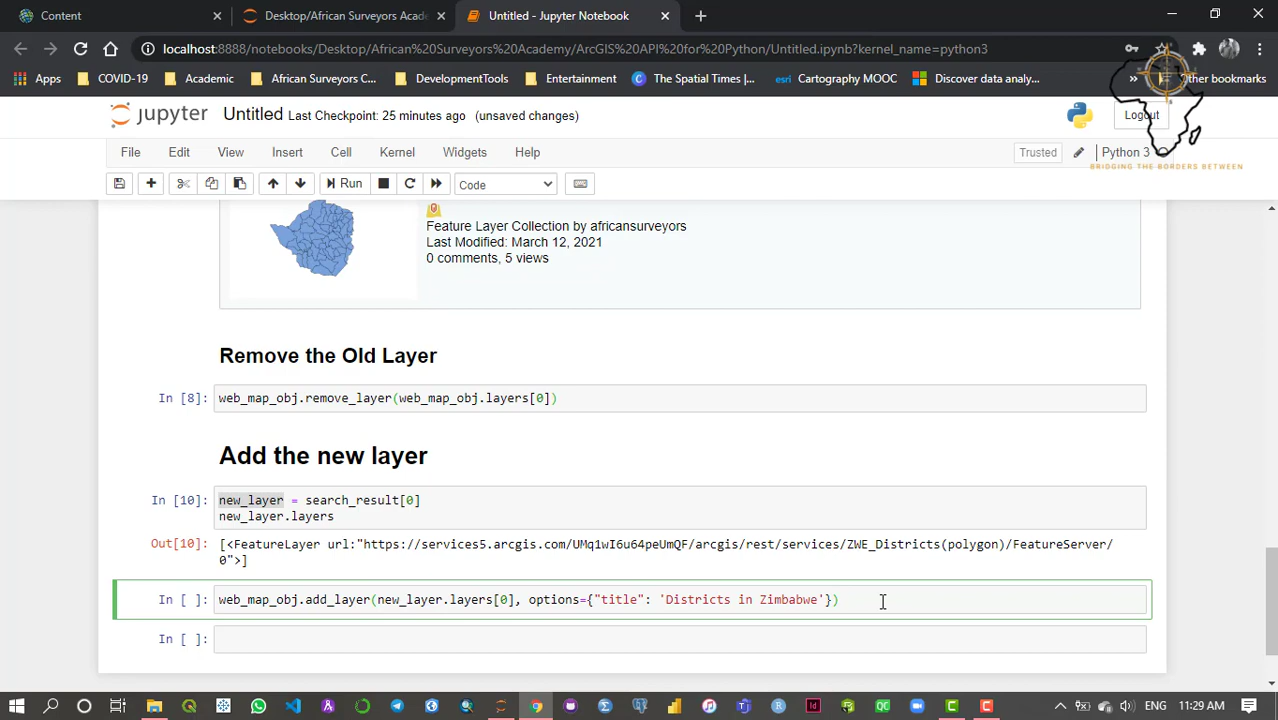 Content
Desktop/African Surveyors Acade
Untitled - Jupyter Notebook
localhost:8888/notebooks/Desktop/African%20Surveyors%20Academy/ArcGIS%20API%20for%20Python/Untitled.ipynb?kernel_name=python3
Apps
COVID-19
Academic
African Surveyors C...
DevelopmentTools
Entertainment
The Spatial Times |...
esri
Cartography MOOC
Discover data analy...
»
Other bookmarks
jupyter
Untitled Last Checkpoint: 25 minutes ago (unsaved changes)
Logout
File
Edit
View
Insert
Cell
Kernel
Widgets
Help
Trusted
Python 3
BRIDGING THE BORDERS BETWEEN
Run
Code
Feature Layer Collection by africansurveyors
Last Modified: March 12, 2021
0 comments, 5 views
Remove the Old Layer
In [8]: web_map_obj.remove_layer(web_map_obj.layers[0])
Add the new layer
In [10]: new_layer = search_result[0]
new_layer.layers
Out[10]: [<FeatureLayer url:"https://services5.arcgis.com/UMq1wI6u64peUmQF/arcgis/rest/services/ZWE_Districts(polygon)/FeatureServer/
0">]
In [ ]: web_map_obj.add_layer(new_layer.layers[0], options={"title": 'Districts in Zimbabwe'})
In [ ]:
ENG
11:29 AM